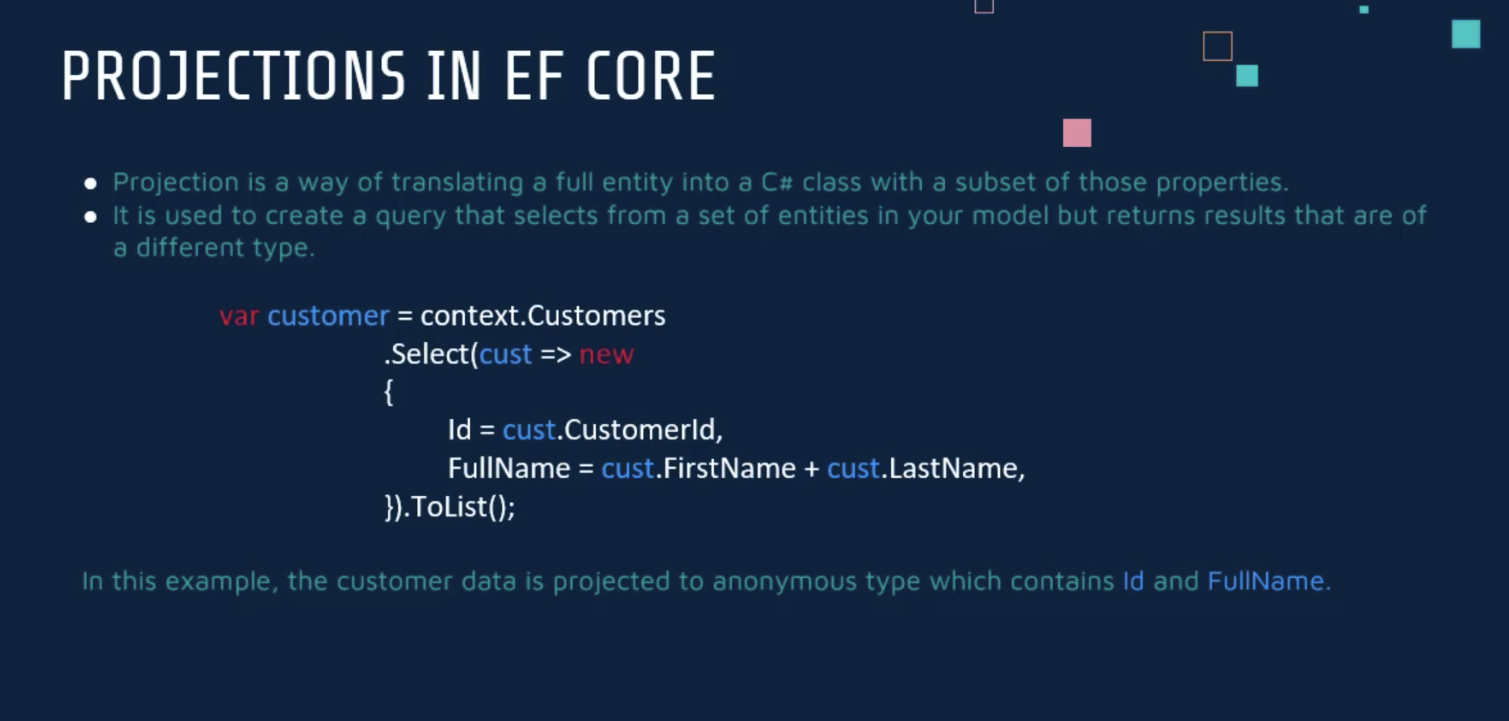 PROJECTIONS IN EF CORE
● Projection is a way of translating a full entity into a C# class with a subset of those properties.
● It is used to create a query that selects from a set of entities in your model but returns results that are of
a different type.
var customer = context.Customers
.Select(cust => new
{
Id = cust.CustomerId,
FullName = cust.FirstName + cust.LastName,
}).ToList();
In this example, the customer data is projected to anonymous type which contains Id and FullName.